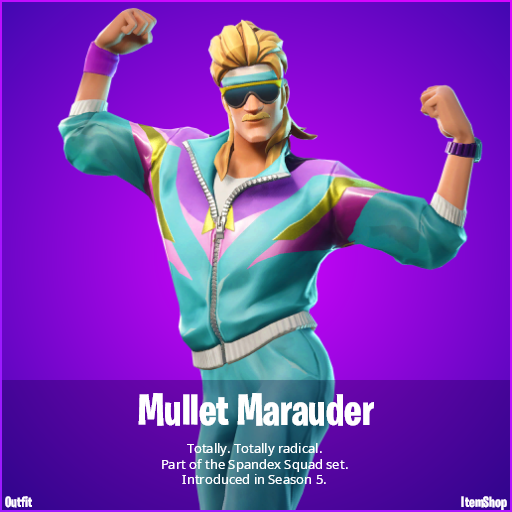 Mullet Marauder
Totally. Totally radical.
Part of the Spandex Squad set.
Introduced in Season 5.
Outfit
ItemShop